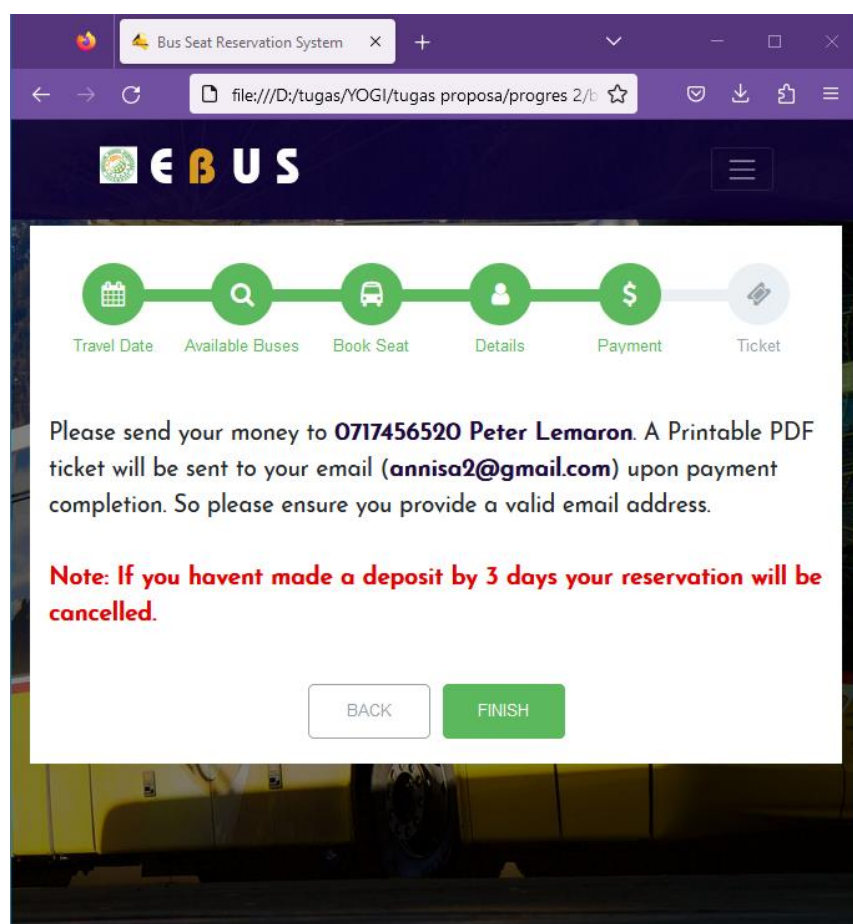 Bus Seat Reservation System
file:///D:/tugas/YOGI/tugas proposa/progres 2/b
EBUS
Travel Date Available Buses Book Seat Details Payment Ticket
Please send your money to 0717456520 Peter Lemaron. A Printable PDF
ticket will be sent to your email (annisa2@gmail.com) upon payment
completion. So please ensure you provide a valid email address.
Note: If you havent made a deposit by 3 days your reservation will be
cancelled.
BACK FINISH